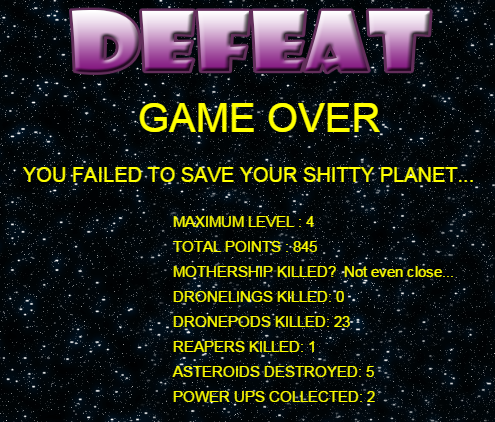 DEFEAT
GAME OVER
YOU FAILED TO SAVE YOUR SHITTY PLANET...
MAXIMUM LEVEL : 4
TOTAL POINTS : 845
MOTHERSHIP KILLED? Not even close...
DRONELINGS KILLED: 0
DRONEPODS KILLED: 23
REAPERS KILLED: 1
ASTEROIDS DESTROYED: 5
POWER UPS COLLECTED: 2